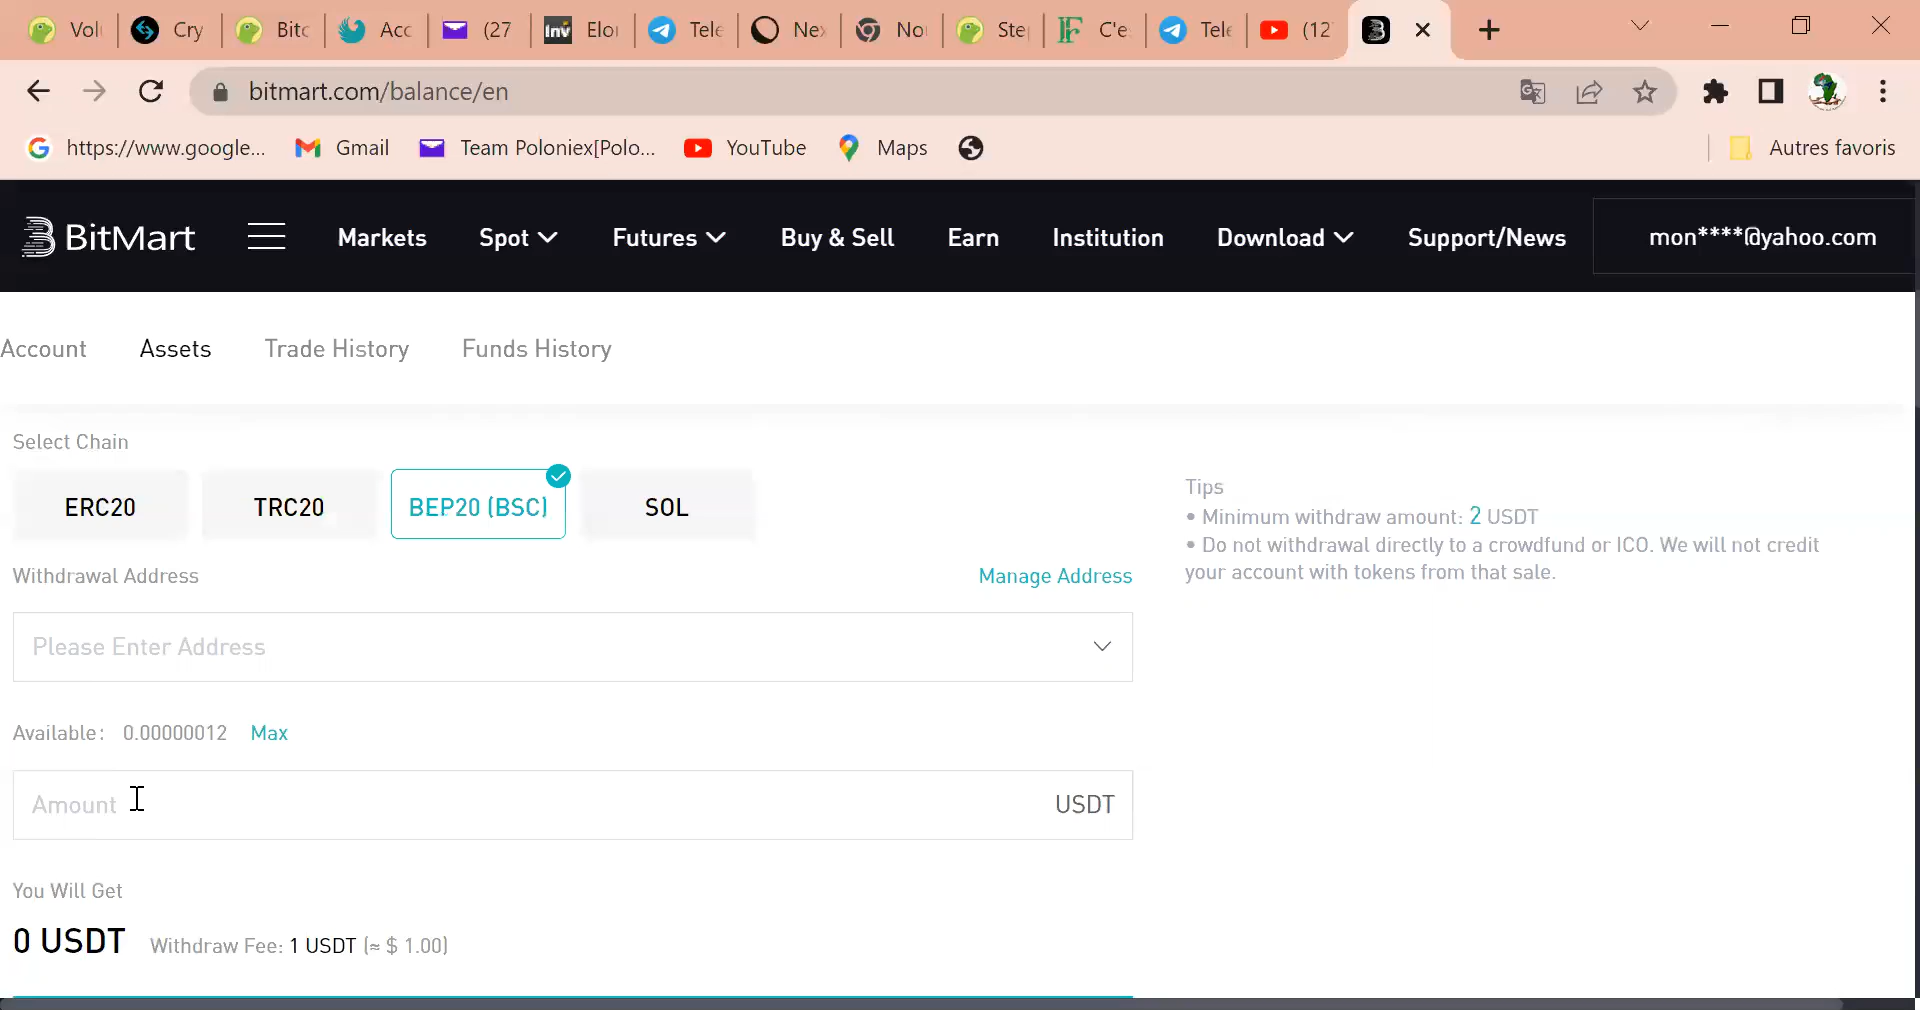 Vol Cry Bitc Acc (27 Inv Elo Tele Nex No Ste C'e Tele (12
bitmart.com/balance/en
https://www.google... Gmail Team Poloniex[Polo... YouTube Maps Autres favoris
BitMart Markets Spot Futures Buy & Sell Earn Institution Download Support/News mon****@yahoo.com
Account Assets Trade History Funds History
Select Chain
ERC20 TRC20 BEP20 (BSC) SOL
Tips
• Minimum withdraw amount: 2 USDT
• Do not withdrawal directly to a crowdfund or ICO. We will not credit
your account with tokens from that sale.
Withdrawal Address Manage Address
Please Enter Address
Available: 0.00000012 Max
Amount USDT
You Will Get
0 USDT Withdraw Fee: 1 USDT (≈ $ 1.00)